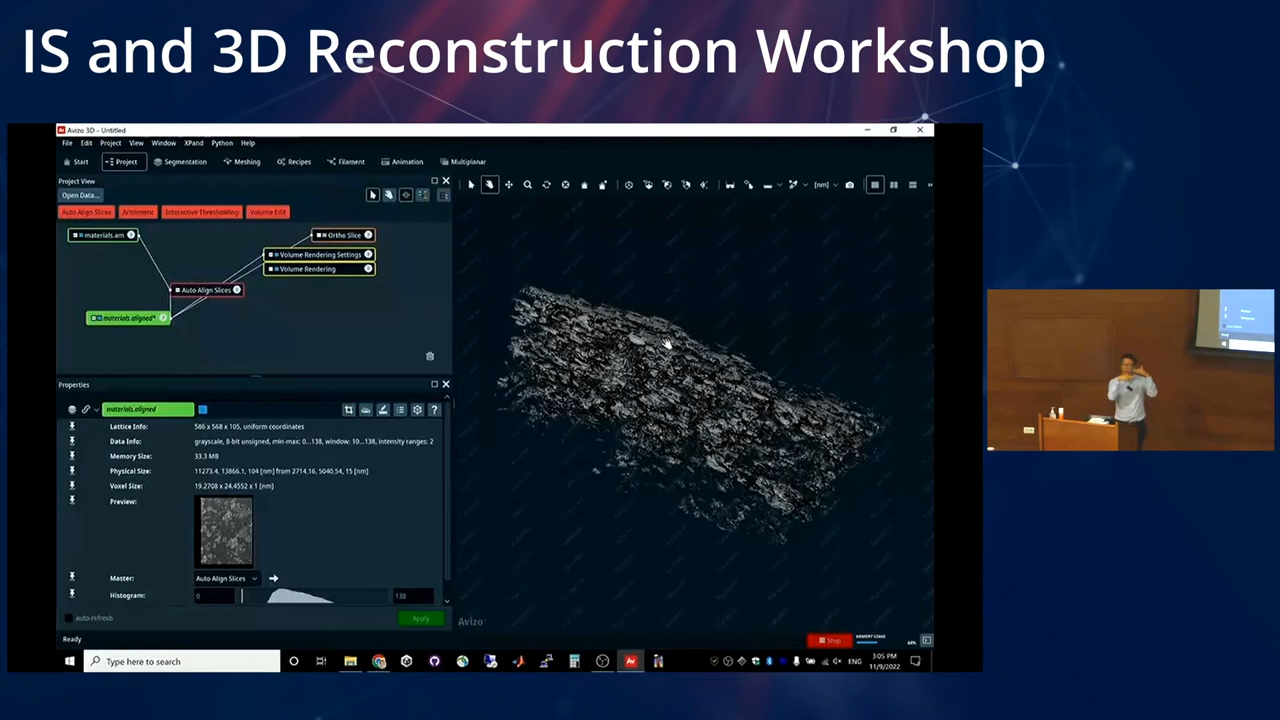 IS and 3D Reconstruction Workshop
Avizo 3D - Untitled
File Edit Project View Window XPand Python Help
Start Project Segmentation Meshing Recipes Filament Animation Multiplanar
Project View
Open Data...
[nm]
Auto Align Slices Arithmetic Interactive Thresholding Volume Edit
materials.am
Ortho Slice
Volume Rendering Settings
Volume Rendering
Auto Align Slices
materials.aligned*
Properties
materials.aligned
Lattice Info: 586 x 568 x 105, uniform coordinates
Data Info: grayscale, 8-bit unsigned, min-max: 0...138, window: 10...138, intensity ranges: 2
Memory Size: 33.3 MB
Physical Size: 11273.4, 13866.1, 104 [nm] from 2714.16, 5040.54, 15 [nm]
Voxel Size: 19.2708 x 24.4552 x 1 [nm]
Preview:
Master: Auto Align Slices
Histogram: 0 138
auto-refresh Apply
Avizo
Ready
Stop
MEMORY USAGE
44%
Type here to search
ENG
3:05 PM
11/9/2022